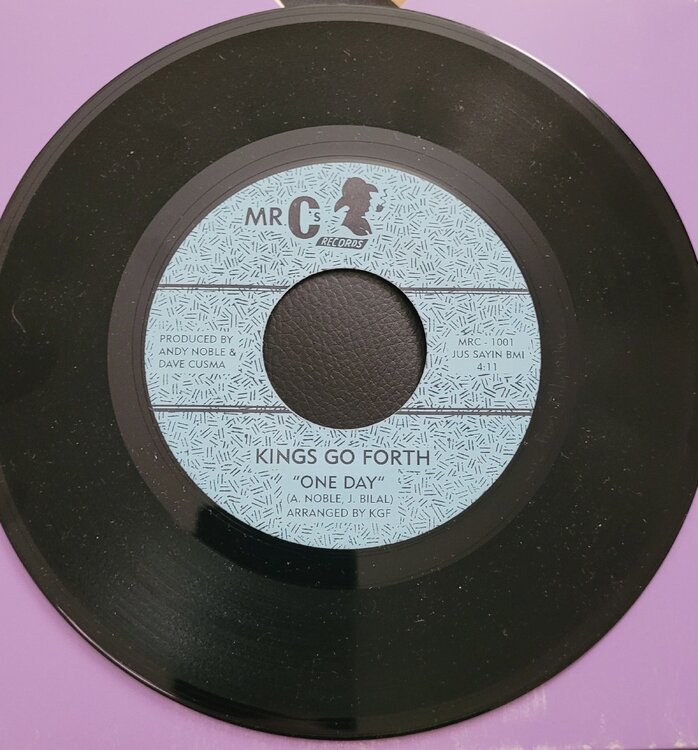 MR C's
RECORDS
PRODUCED BY
ANDY NOBLE &
DAVE CUSMA
MRC - 1001
JUS SAYIN BMI
4:11
KINGS GO FORTH
"ONE DAY"
(A. NOBLE, J. BILAL)
ARRANGED BY KGF